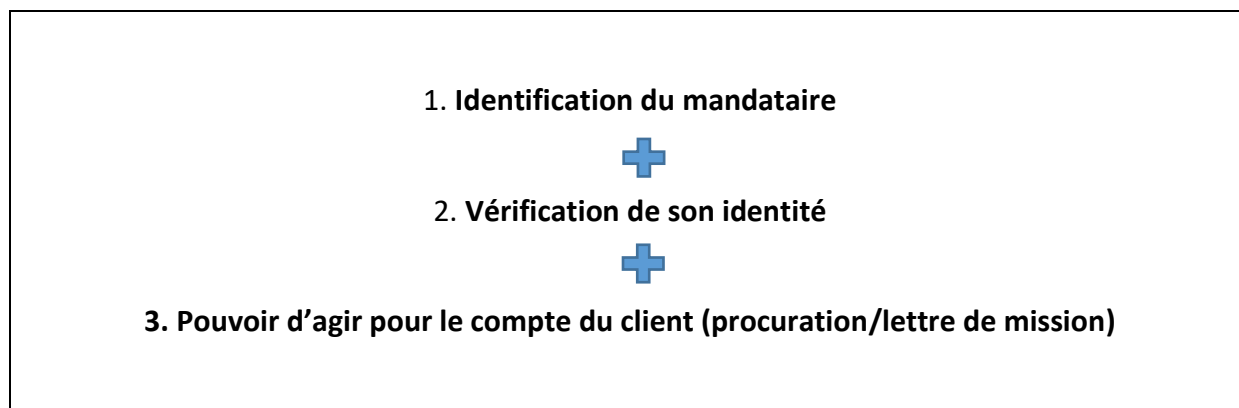 1. Identification du mandataire
2. Vérification de son identité
3. Pouvoir d’agir pour le compte du client (procuration/lettre de mission)